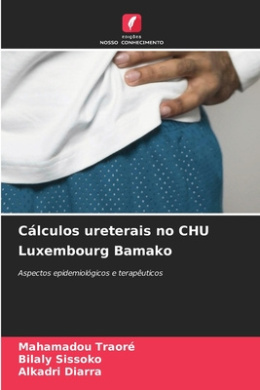 edições
NOSSO CONHECIMENTO
Cálculos ureterais no CHU
Luxembourg Bamako
Aspectos epidemiológicos e terapêuticos
Mahamadou Traoré
Bilaly Sissoko
Alkadri Diarra